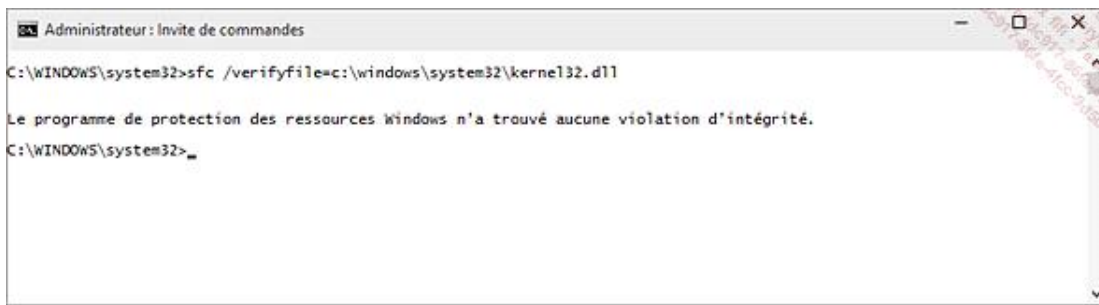 Administrateur : Invite de commandes
C:\WINDOWS\system32>sfc /verifyfile=c:\windows\system32\kernel32.dll
Le programme de protection des ressources Windows n'a trouvé aucune violation d'intégrité.
C:\WINDOWS\system32>_